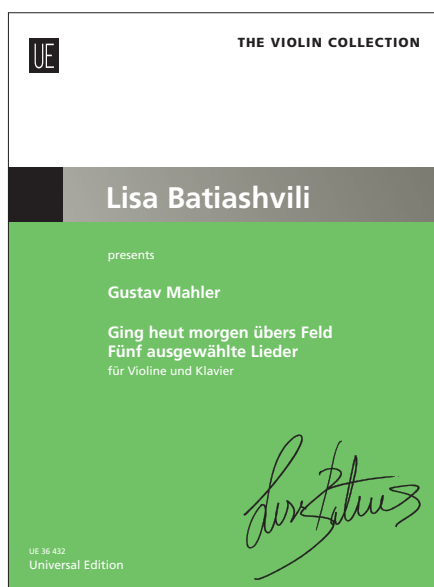 UE
THE VIOLIN COLLECTION
Lisa Batiashvili
presents
Gustav Mahler
Ging heut morgen übers Feld
Fünf ausgewählte Lieder
für Violine und Klavier
UE 36 432
Universal Edition